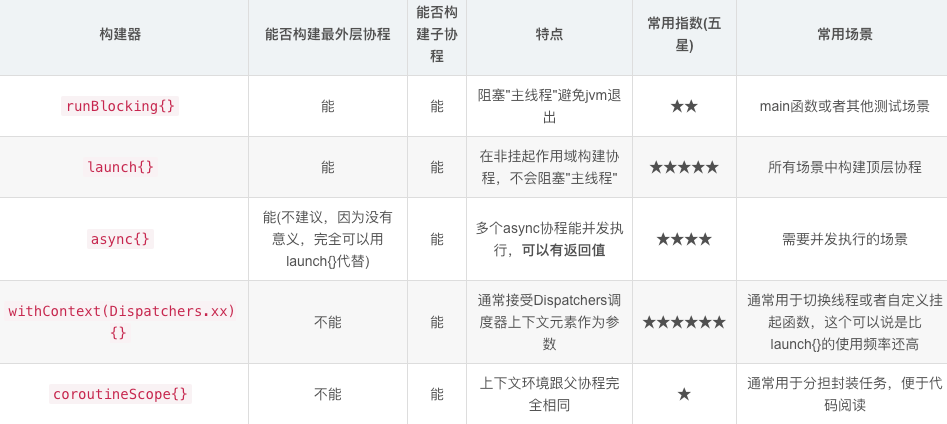 构建器 能否构建最外层协程 能否构建子协程 特点 常用指数(五星) 常用场景
runBlocking{} 能 能 阻塞"主线程"避免jvm退出 ★★ main函数或者其他测试场景
launch{} 能 能 在非挂起作用域构建协程，不会阻塞"主线程" ★★★★★ 所有场景中构建顶层协程
async{} 能(不建议，因为没有意义，完全可以用launch{}代替) 能 多个async协程能并发执行，可以有返回值 ★★★★ 需要并发执行的场景
withContext(Dispatchers.xx){} 不能 能 通常接受Dispatchers调度器上下文元素作为参数 ★★★★★★ 通常用于切换线程或者自定义挂起函数，这个可以说是比launch{}的使用频率还高
coroutineScope{} 不能 能 上下文环境跟父协程完全相同 ★ 通常用于分担封装任务，便于代码阅读